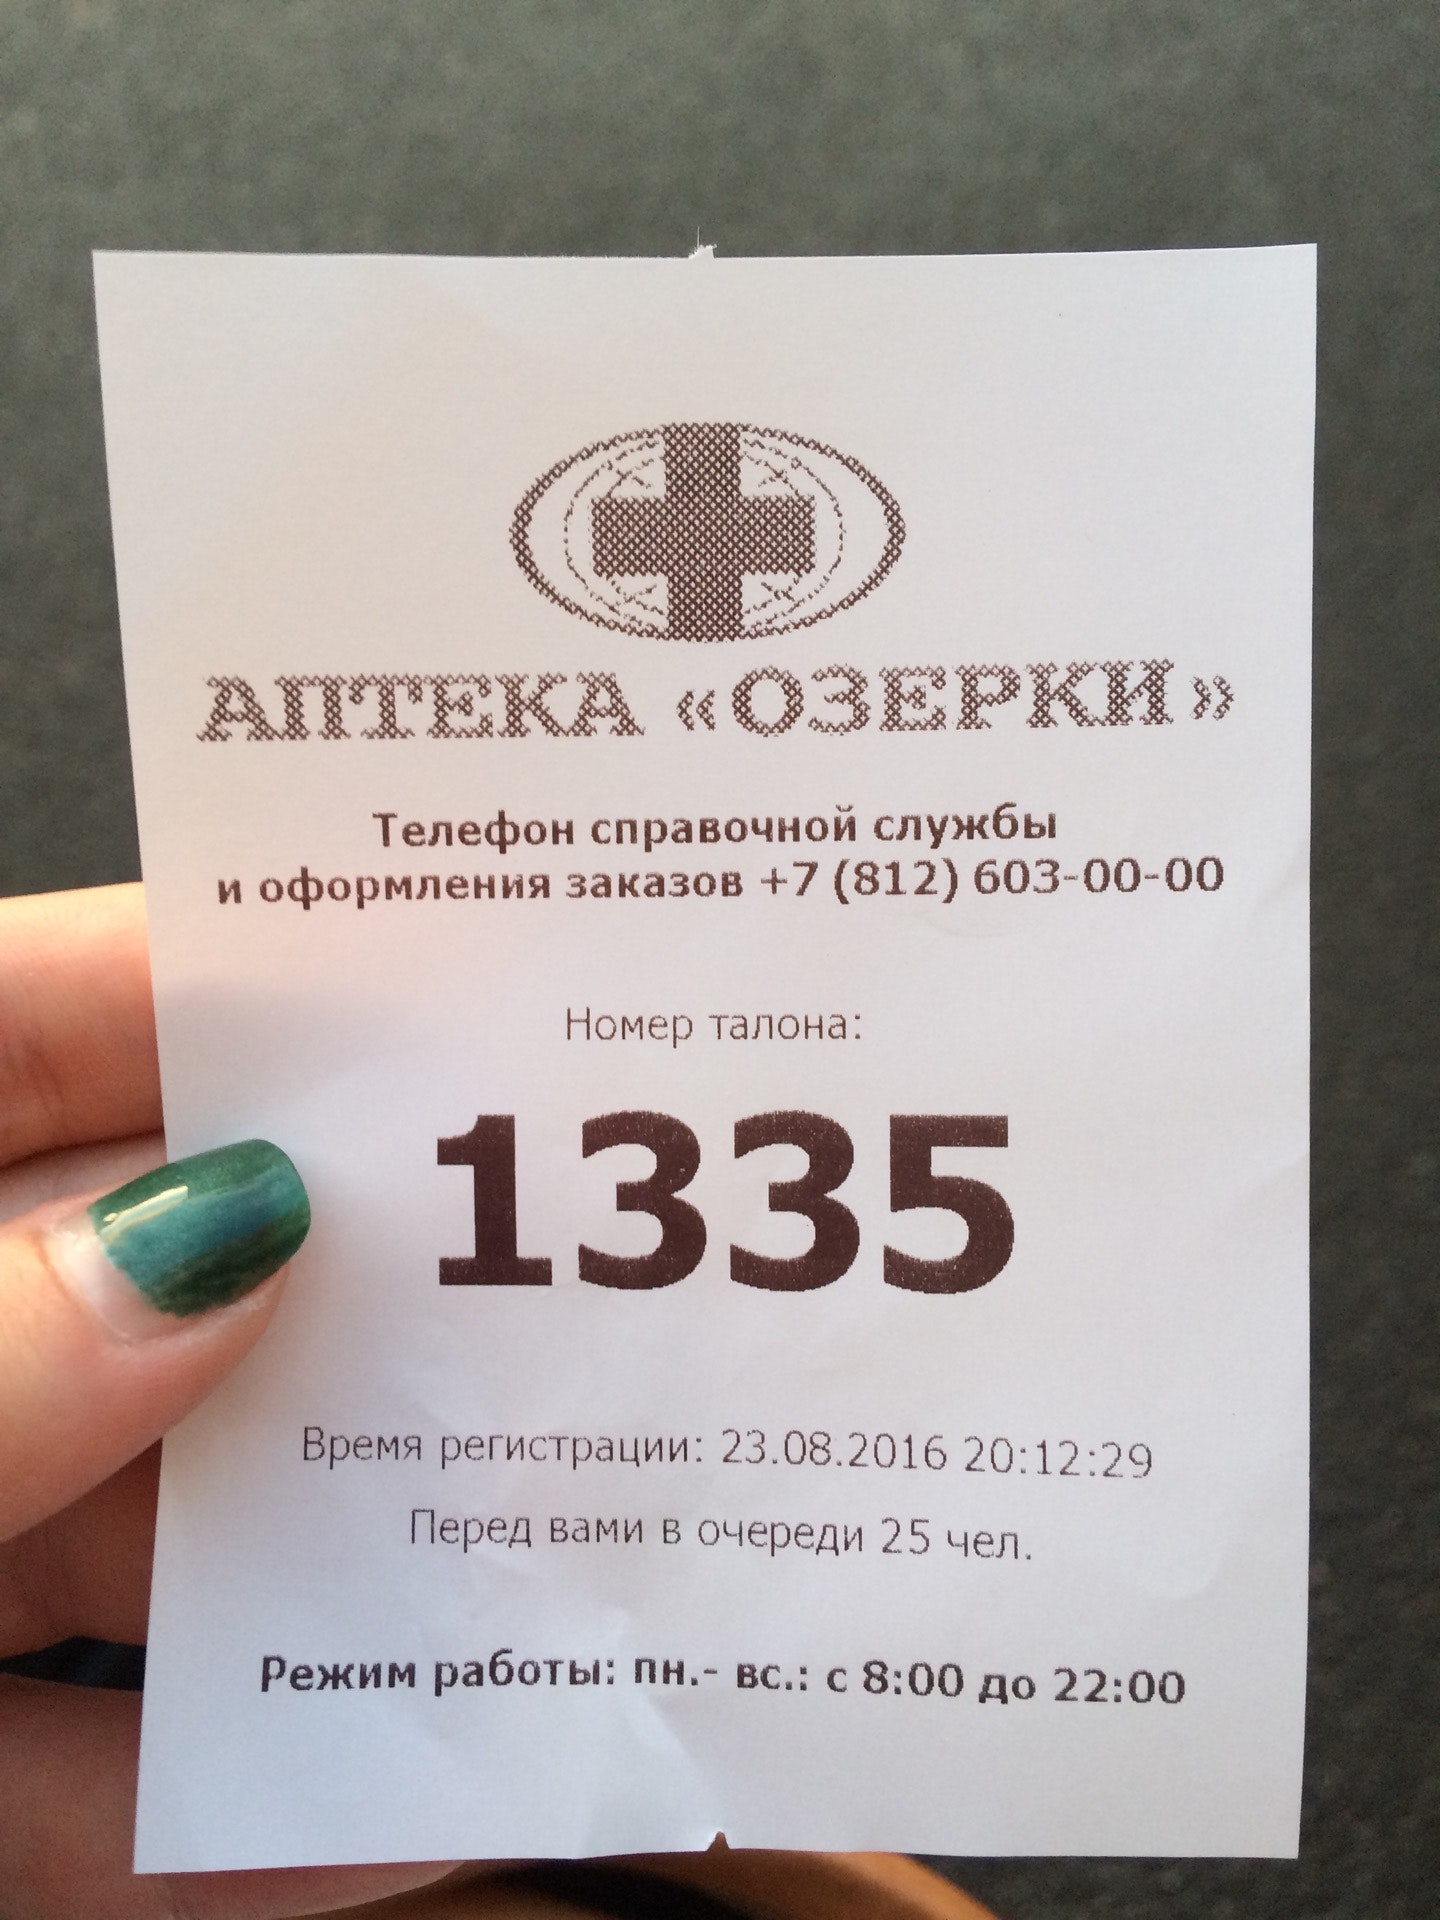 АПТЕКА «ОЗЕРКИ»
Телефон справочной службы
и оформления заказов +7 (812) 603-00-00
Номер талона:
1335
Время регистрации: 23.08.2016 20:12:29
Перед вами в очереди 25 чел.
Режим работы: пн.- вс.: с 8:00 до 22:00